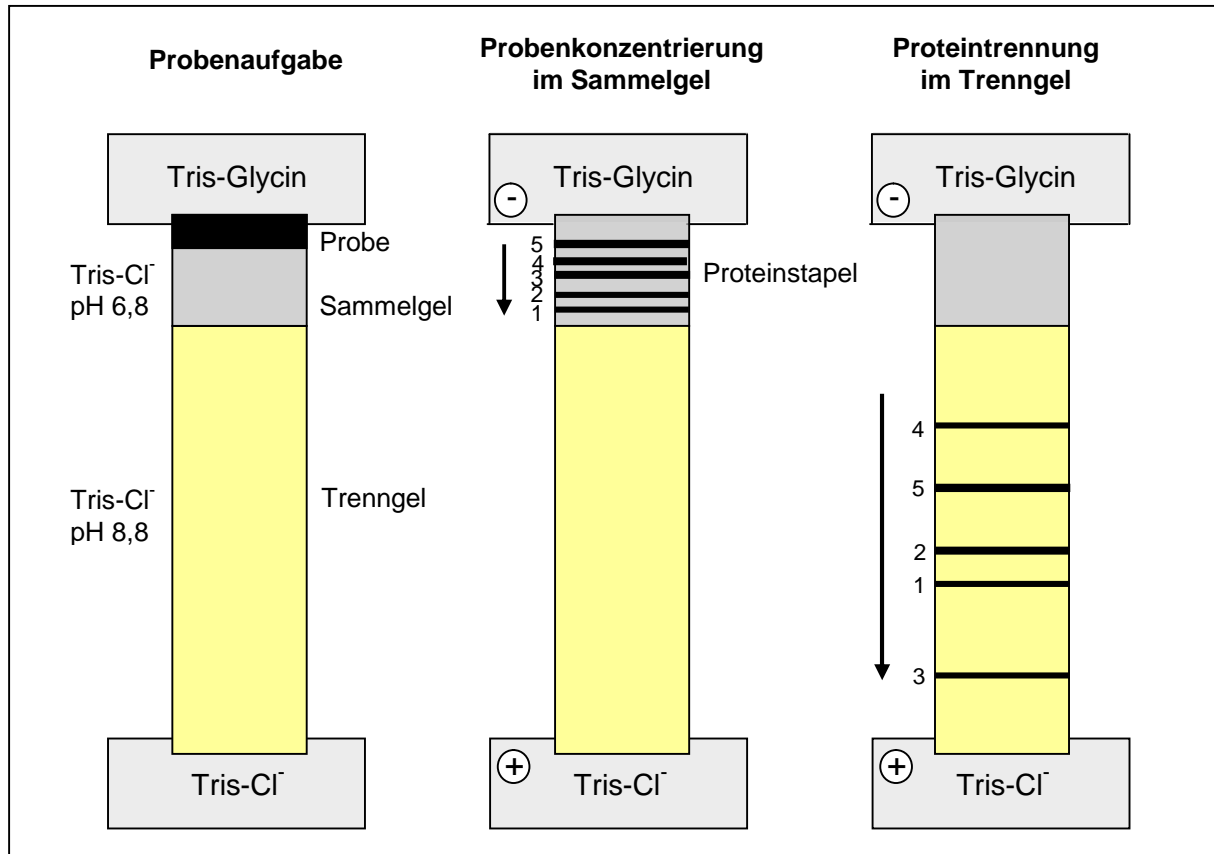 Probenaufgabe
Probenkonzentrierung
im Sammelgel
Proteintrennung
im Trenngel
Tris-Glycin
Probe
Tris-Cl⁻
pH 6,8
Sammelgel
Tris-Cl⁻
pH 8,8
Trenngel
Tris-Cl⁻
Tris-Glycin
-
5
4
3
2
1
Proteinstapel
+
Tris-Cl⁻
Tris-Glycin
-
4
5
2
1
3
+
Tris-Cl⁻